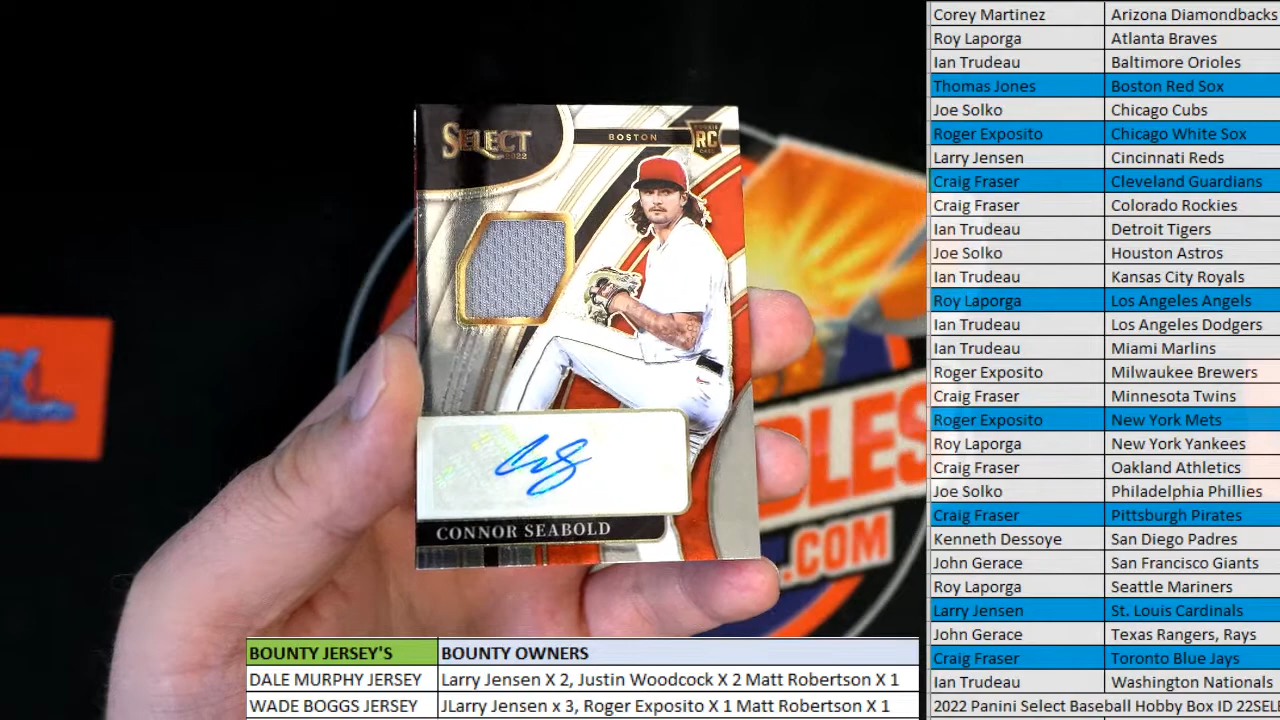 SELECT
2022
BOSTON
ROOKIE
RC
CONNOR SEABOLD
BLES
.COM
Corey Martinez Arizona Diamondbacks
Roy Laporga Atlanta Braves
Ian Trudeau Baltimore Orioles
Thomas Jones Boston Red Sox
Joe Solko Chicago Cubs
Roger Exposito Chicago White Sox
Larry Jensen Cincinnati Reds
Craig Fraser Cleveland Guardians
Craig Fraser Colorado Rockies
Ian Trudeau Detroit Tigers
Joe Solko Houston Astros
Ian Trudeau Kansas City Royals
Roy Laporga Los Angeles Angels
Ian Trudeau Los Angeles Dodgers
Ian Trudeau Miami Marlins
Roger Exposito Milwaukee Brewers
Craig Fraser Minnesota Twins
Roger Exposito New York Mets
Roy Laporga New York Yankees
Craig Fraser Oakland Athletics
Joe Solko Philadelphia Phillies
Craig Fraser Pittsburgh Pirates
Kenneth Dessoye San Diego Padres
John Gerace San Francisco Giants
Roy Laporga Seattle Mariners
Larry Jensen St. Louis Cardinals
John Gerace Texas Rangers, Rays
Craig Fraser Toronto Blue Jays
Ian Trudeau Washington Nationals
2022 Panini Select Baseball Hobby Box ID 22SEL
BOUNTY JERSEY'S BOUNTY OWNERS
DALE MURPHY JERSEY Larry Jensen X 2, Justin Woodcock X 2 Matt Robertson X 1
WADE BOGGS JERSEY JLarry Jensen x 3, Roger Exposito X 1 Matt Robertson X 1